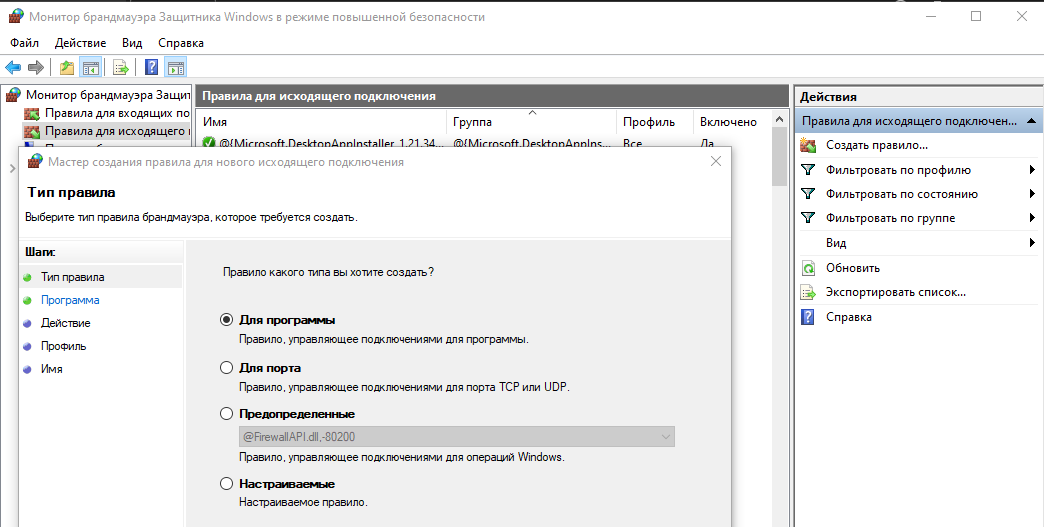 Монитор брандмауэра Защитника Windows в режиме повышенной безопасности
Файл Действие Вид Справка
Монитор брандмауэра Защит
Правила для входящих по
Правила для исходящего
Правила для исходящего подключения
Имя Группа Профиль Включено
@{Microsoft.DesktopAppInstaller_1.21.34... @{Microsoft.DesktopAppIns... Все Да
Действия
Правила для исходящего подключен...
Создать правило...
Фильтровать по профилю
Фильтровать по состоянию
Фильтровать по группе
Вид
Обновить
Экспортировать список...
Справка
Мастер создания правила для нового исходящего подключения
Тип правила
Выберите тип правила брандмауэра, которое требуется создать.
Шаги:
Тип правила
Программа
Действие
Профиль
Имя
Правило какого типа вы хотите создать?
Для программы
Правило, управляющее подключениями для программы.
Для порта
Правило, управляющее подключениями для порта TCP или UDP.
Предопределенные
@FirewallAPI.dll,-80200
Правило, управляющее подключениями для операций Windows.
Настраиваемые
Настраиваемое правило.